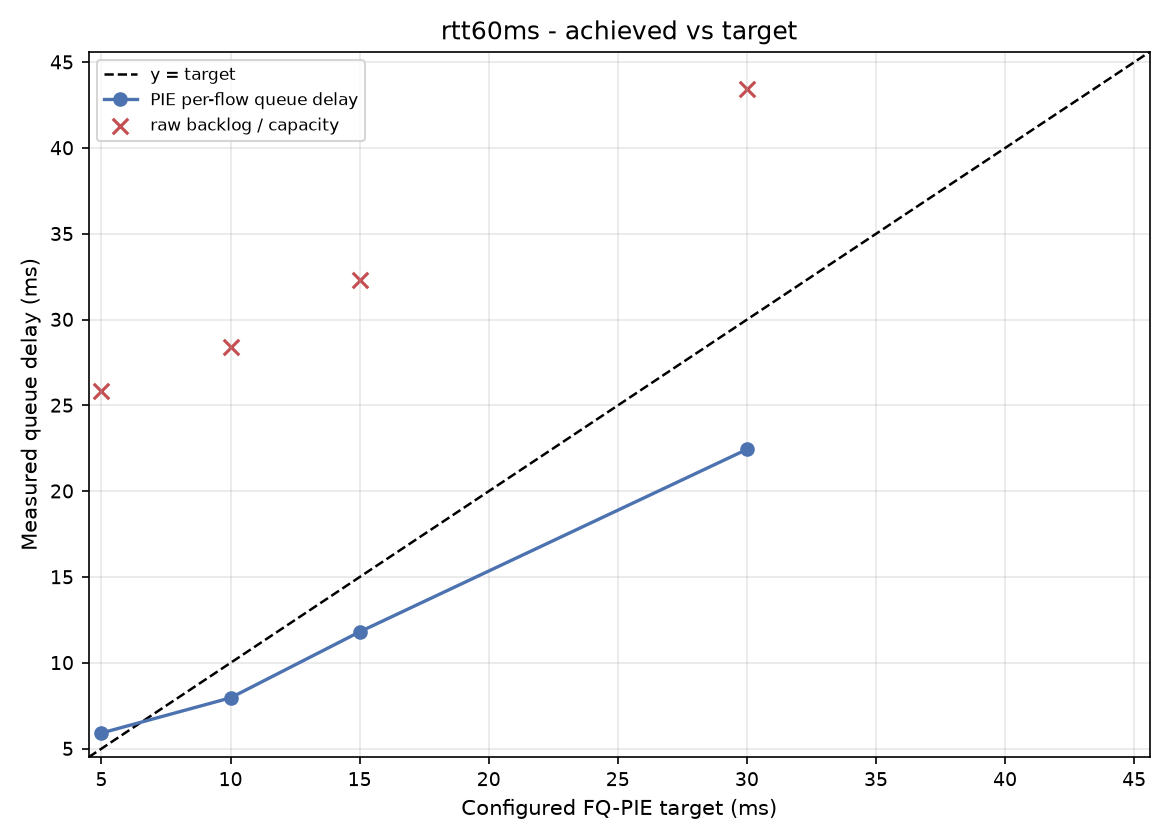 rtt60ms - achieved vs target
y = target
PIE per-flow queue delay
raw backlog / capacity
Measured queue delay (ms)
45
40
35
30
25
20
15
10
5
5 10 15 20 25 30 35 40 45
Configured FQ-PIE target (ms)